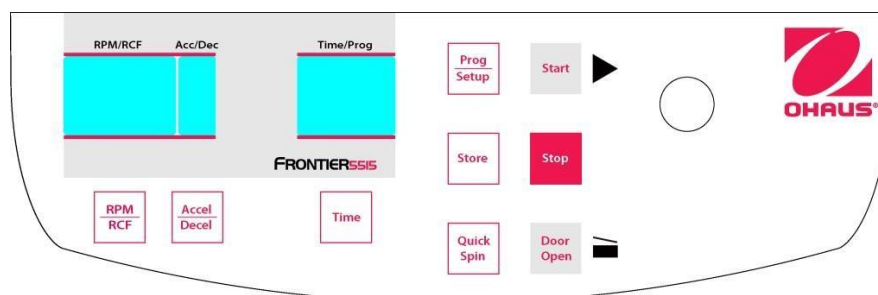 RPM/RCF Acc/Dec Time/Prog
FRONTIER5515
RPM
RCF
Accel
Decel
Time
Prog
Setup
Start
Store
Stop
Quick
Spin
Door
Open
OHAUS®